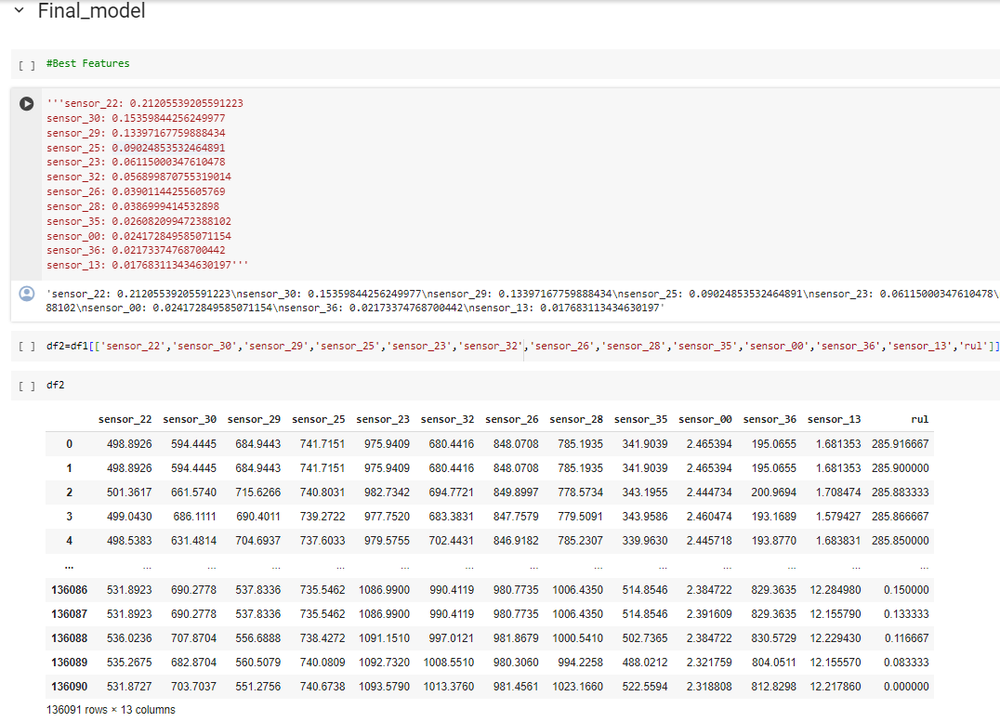 Final_model
[ ] #Best Features
'''sensor_22: 0.21205539205591223
sensor_30: 0.15359844256249977
sensor_29: 0.13397167759888434
sensor_25: 0.09024853532464891
sensor_23: 0.06115000347610478
sensor_32: 0.056899870755319014
sensor_26: 0.03901144255605769
sensor_28: 0.0386999414532898
sensor_35: 0.026082099472388102
sensor_00: 0.024172849585071154
sensor_36: 0.02173374768700442
sensor_13: 0.017683113434630197'''
'sensor_22: 0.21205539205591223\nsensor_30: 0.15359844256249977\nsensor_29: 0.13397167759888434\nsensor_25: 0.09024853532464891\nsensor_23: 0.06115000347610478\
88102\nsensor_00: 0.024172849585071154\nsensor_36: 0.02173374768700442\nsensor_13: 0.017683113434630197'
[ ] df2=df1[['sensor_22','sensor_30','sensor_29','sensor_25','sensor_23','sensor_32','sensor_26','sensor_28','sensor_35','sensor_00','sensor_36','sensor_13','rul']]
[ ] df2
sensor_22 sensor_30 sensor_29 sensor_25 sensor_23 sensor_32 sensor_26 sensor_28 sensor_35 sensor_00 sensor_36 sensor_13 rul
0 498.8926 594.4445 684.9443 741.7151 975.9409 680.4416 848.0708 785.1935 341.9039 2.465394 195.0655 1.681353 285.916667
1 498.8926 594.4445 684.9443 741.7151 975.9409 680.4416 848.0708 785.1935 341.9039 2.465394 195.0655 1.681353 285.900000
2 501.3617 661.5740 715.6266 740.8031 982.7342 694.7721 849.8997 778.5734 343.1955 2.444734 200.9694 1.708474 285.883333
3 499.0430 686.1111 690.4011 739.2722 977.7520 683.3831 847.7579 779.5091 343.9586 2.460474 193.1689 1.579427 285.866667
4 498.5383 631.4814 704.6937 737.6033 979.5755 702.4431 846.9182 785.2307 339.9630 2.445718 193.8770 1.683831 285.850000
... ... ... ... ... ... ... ... ... ... ... ... ... ...
136086 531.8923 690.2778 537.8336 735.5462 1086.9900 990.4119 980.7735 1006.4350 514.8546 2.384722 829.3635 12.284980 0.150000
136087 531.8923 690.2778 537.8336 735.5462 1086.9900 990.4119 980.7735 1006.4350 514.8546 2.391609 829.3635 12.155790 0.133333
136088 536.0236 707.8704 556.6888 738.4272 1091.1510 997.0121 981.8679 1000.5410 502.7365 2.384722 830.5729 12.229430 0.116667
136089 535.2675 682.8704 560.5079 740.0809 1092.7320 1008.5510 980.3060 994.2258 488.0212 2.321759 804.0511 12.155570 0.083333
136090 531.8727 703.7037 551.2756 740.6738 1093.5790 1013.3760 981.4561 1023.1660 522.5594 2.318808 812.8298 12.217860 0.000000
136091 rows × 13 columns